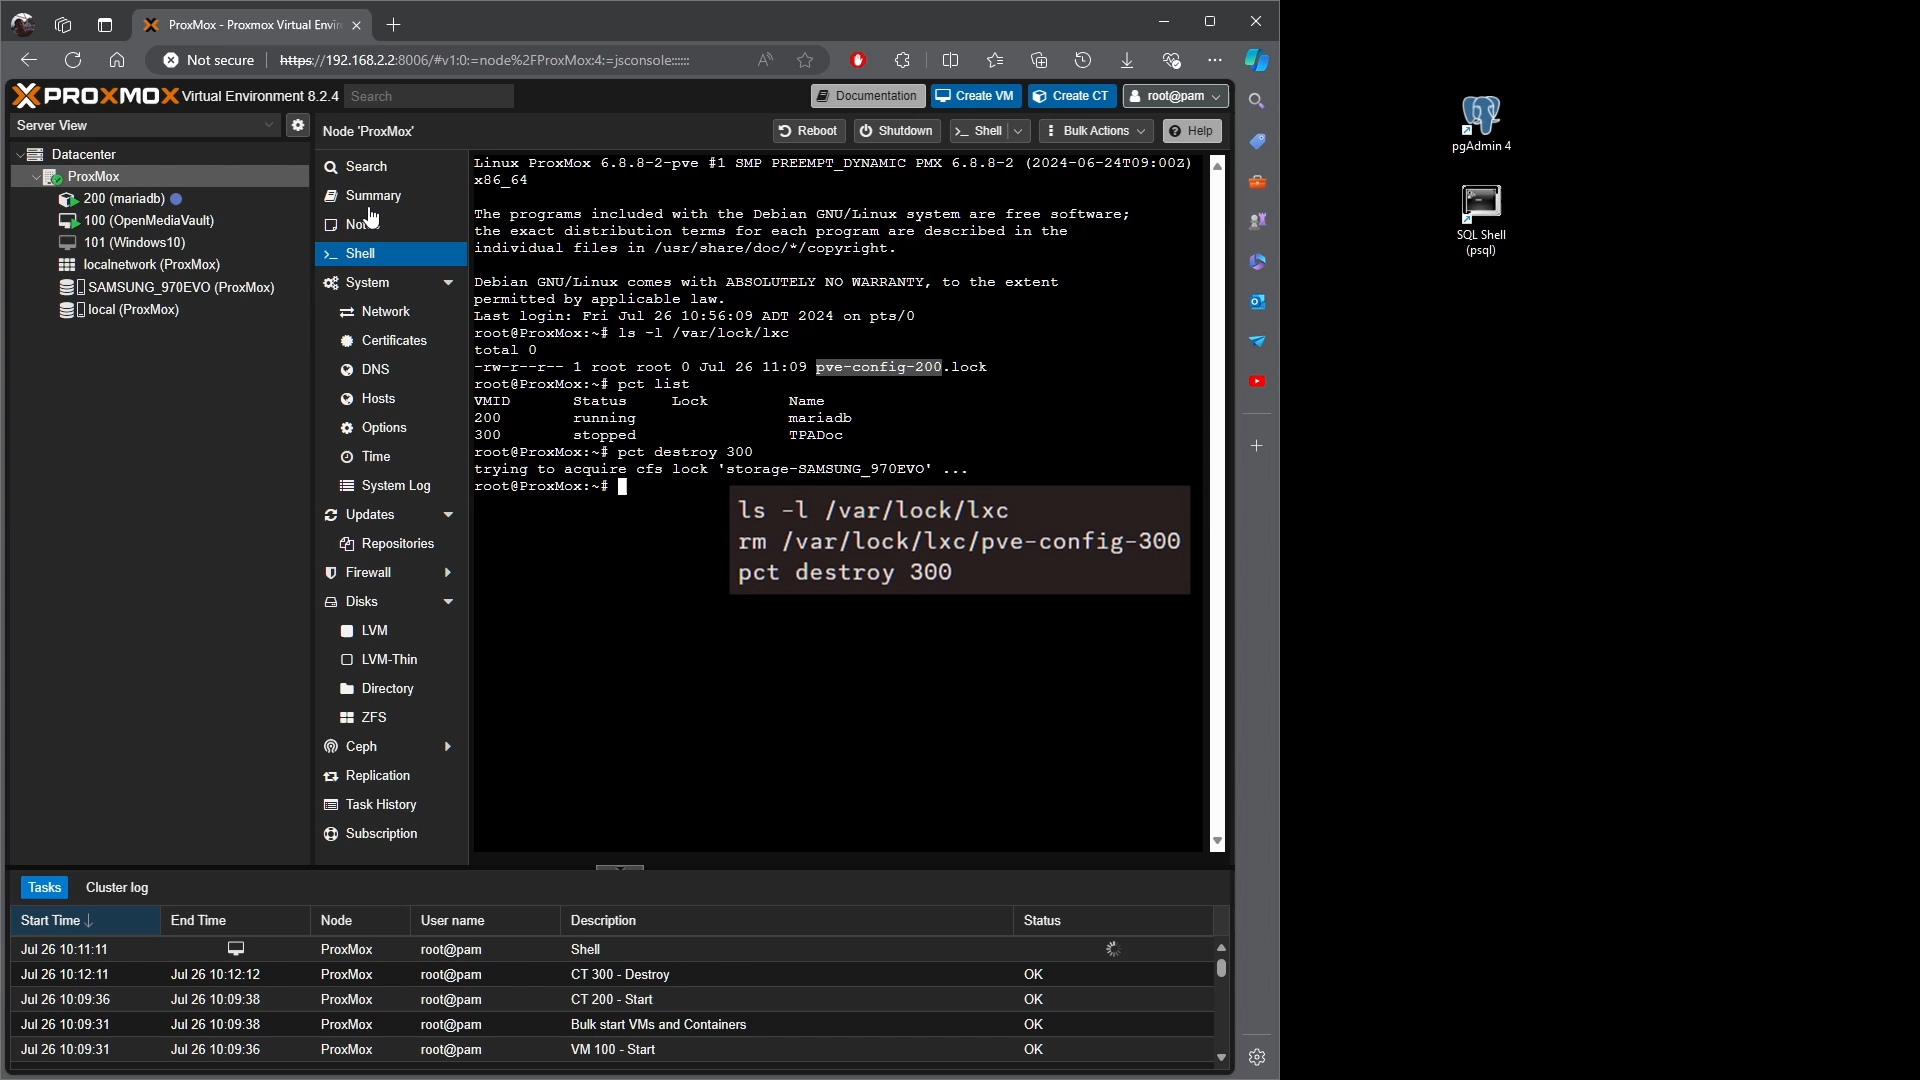 ProxMox - Proxmox Virtual Envir
Not secure
https://192.168.2.2:8006/#v1:0:=node%2FProxMox:4:=jsconsole::::::
PROXMOX Virtual Environment 8.2.4
Search
Documentation
Create VM
Create CT
root@pam
Server View
Node 'ProxMox'
Reboot
Shutdown
Shell
Bulk Actions
Help
Datacenter
ProxMox
200 (mariadb)
100 (OpenMediaVault)
101 (Windows10)
localnetwork (ProxMox)
SAMSUNG_970EVO (ProxMox)
local (ProxMox)
Search
Summary
Shell
System
Network
Certificates
DNS
Hosts
Options
Time
System Log
Updates
Repositories
Firewall
Disks
LVM
LVM-Thin
Directory
ZFS
Ceph
Replication
Task History
Subscription
Linux ProxMox 6.8.8-2-pve #1 SMP PREEMPT_DYNAMIC PMX 6.8.8-2 (2024-06-24T09:00Z)
x86_64
The programs included with the Debian GNU/Linux system are free software;
the exact distribution terms for each program are described in the
individual files in /usr/share/doc/*/copyright.
Debian GNU/Linux comes with ABSOLUTELY NO WARRANTY, to the extent
permitted by applicable law.
Last login: Fri Jul 26 10:56:09 ADT 2024 on pts/0
root@ProxMox:~# ls -l /var/lock/lxc
total 0
-rw-r--r-- 1 root root 0 Jul 26 11:09 pve-config-200.lock
root@ProxMox:~# pct list
VMID Status Lock Name
200 running mariadb
300 stopped TPADoc
root@ProxMox:~# pct destroy 300
trying to acquire cfs lock 'storage-SAMSUNG_970EVO' ...
root@ProxMox:~#
ls -l /var/lock/lxc
rm /var/lock/lxc/pve-config-300
pct destroy 300
Tasks
Cluster log
Start Time End Time Node User name Description Status
Jul 26 10:11:11 ProxMox root@pam Shell
Jul 26 10:12:11 Jul 26 10:12:12 ProxMox root@pam CT 300 - Destroy OK
Jul 26 10:09:36 Jul 26 10:09:38 ProxMox root@pam CT 200 - Start OK
Jul 26 10:09:31 Jul 26 10:09:38 ProxMox root@pam Bulk start VMs and Containers OK
Jul 26 10:09:31 Jul 26 10:09:36 ProxMox root@pam VM 100 - Start OK
pgAdmin 4
SQL Shell
(psql)